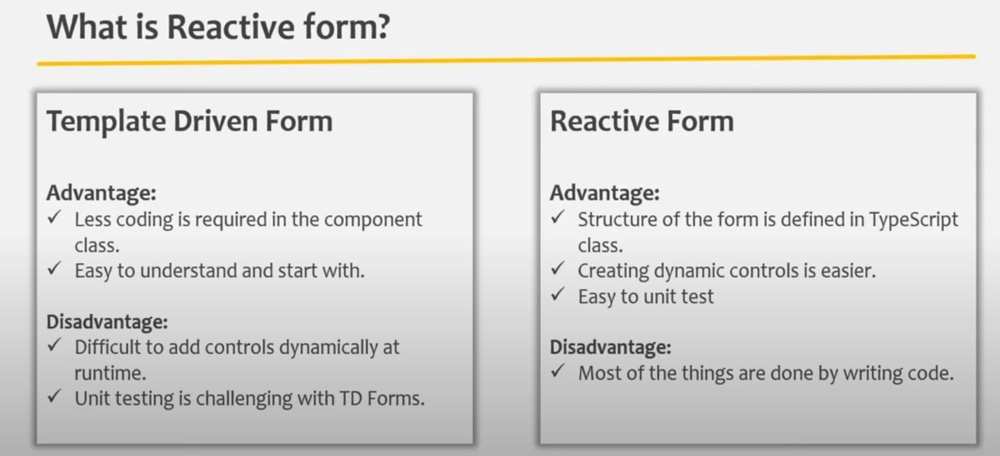 What is Reactive form?
Template Driven Form
Advantage:
✓ Less coding is required in the component
class.
✓ Easy to understand and start with.
Disadvantage:
✓ Difficult to add controls dynamically at
runtime.
✓ Unit testing is challenging with TD Forms.
Reactive Form
Advantage:
✓ Structure of the form is defined in TypeScript
class.
✓ Creating dynamic controls is easier.
✓ Easy to unit test
Disadvantage:
✓ Most of the things are done by writing code.